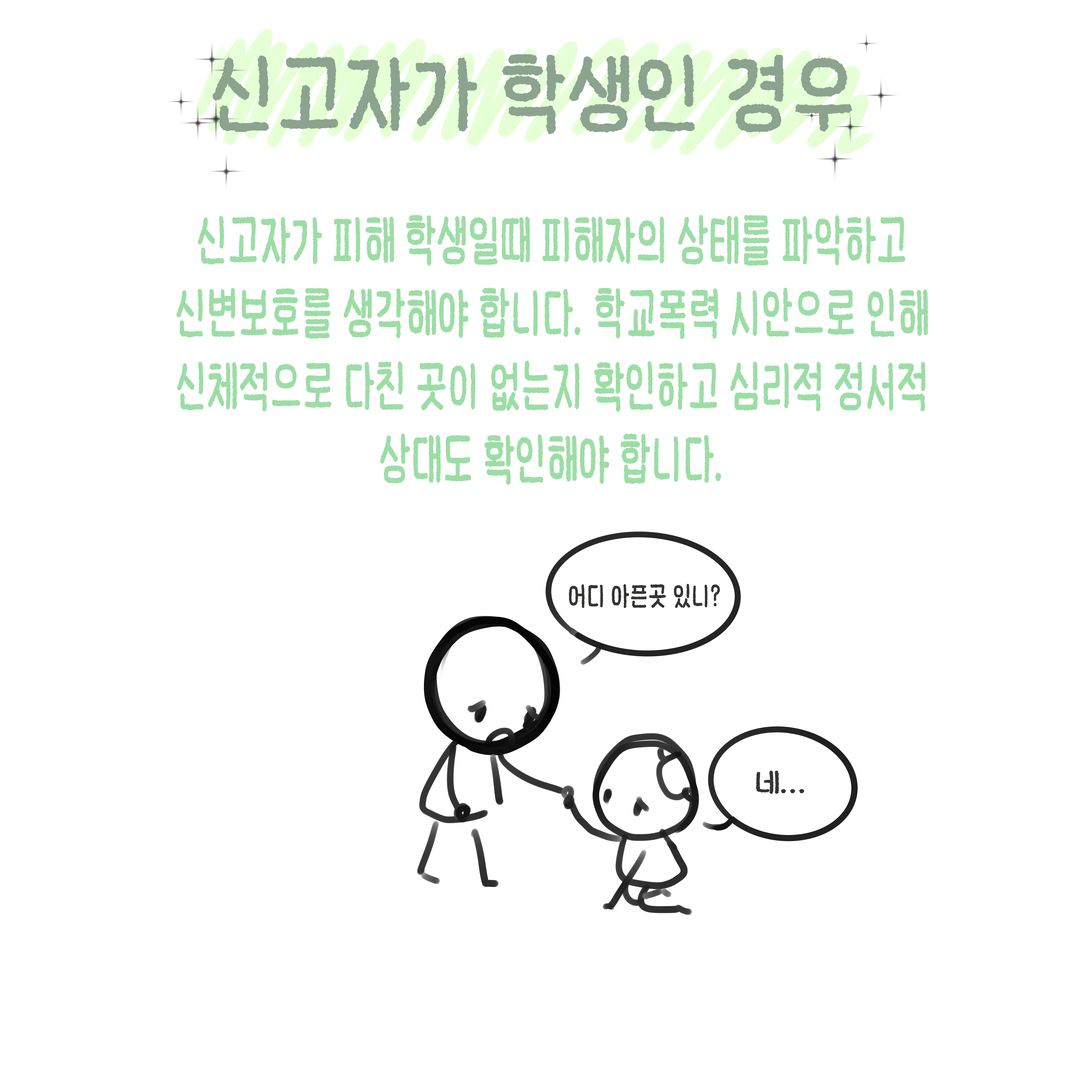 신고자가 학생인 경우
신고자가 피해 학생일때 피해자의 상태를 파악하고
신변보호를 생각해야 합니다. 학교폭력 시안으로 인해
신체적으로 다친 곳이 없는지 확인하고 심리적 정서적
상대도 확인해야 합니다.
어디 아픈곳 있니?
네...